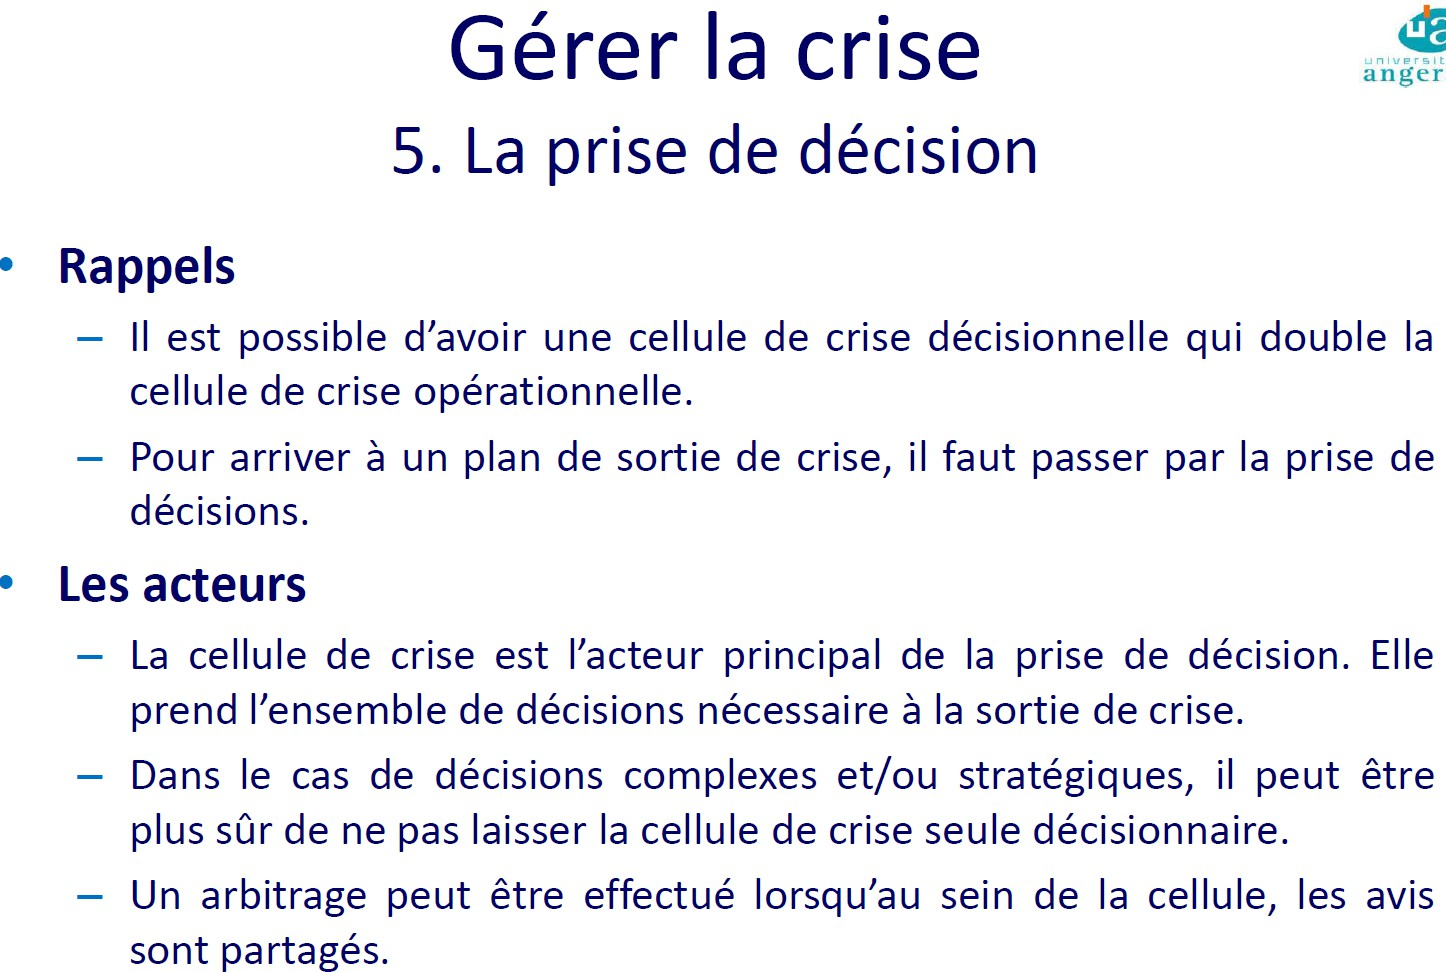 Gérer la crise
5. La prise de décision
• Rappels
– Il est possible d’avoir une cellule de crise décisionnelle qui double la
cellule de crise opérationnelle.
– Pour arriver à un plan de sortie de crise, il faut passer par la prise de
décisions.
• Les acteurs
– La cellule de crise est l’acteur principal de la prise de décision. Elle
prend l’ensemble de décisions nécessaire à la sortie de crise.
– Dans le cas de décisions complexes et/ou stratégiques, il peut être
plus sûr de ne pas laisser la cellule de crise seule décisionnaire.
– Un arbitrage peut être effectué lorsqu’au sein de la cellule, les avis
sont partagés.
ua
universit
anger